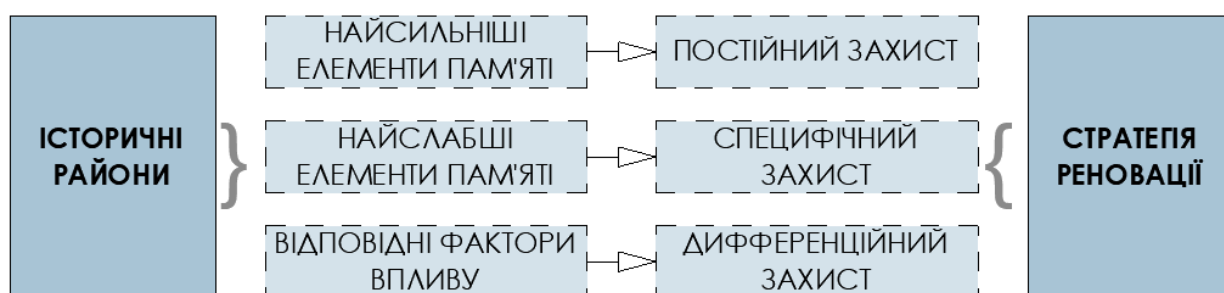 ІСТОРИЧНІ
РАЙОНИ
НАЙСИЛЬНІШІ
ЕЛЕМЕНТИ ПАМ'ЯТІ
ПОСТІЙНИЙ ЗАХИСТ
НАЙСЛАБШІ
ЕЛЕМЕНТИ ПАМ'ЯТІ
СПЕЦИФІЧНИЙ
ЗАХИСТ
ВІДПОВІДНІ ФАКТОРИ
ВПЛИВУ
ДИФФЕРЕНЦІЙНИЙ
ЗАХИСТ
СТРАТЕГІЯ
РЕНОВАЦІЇ